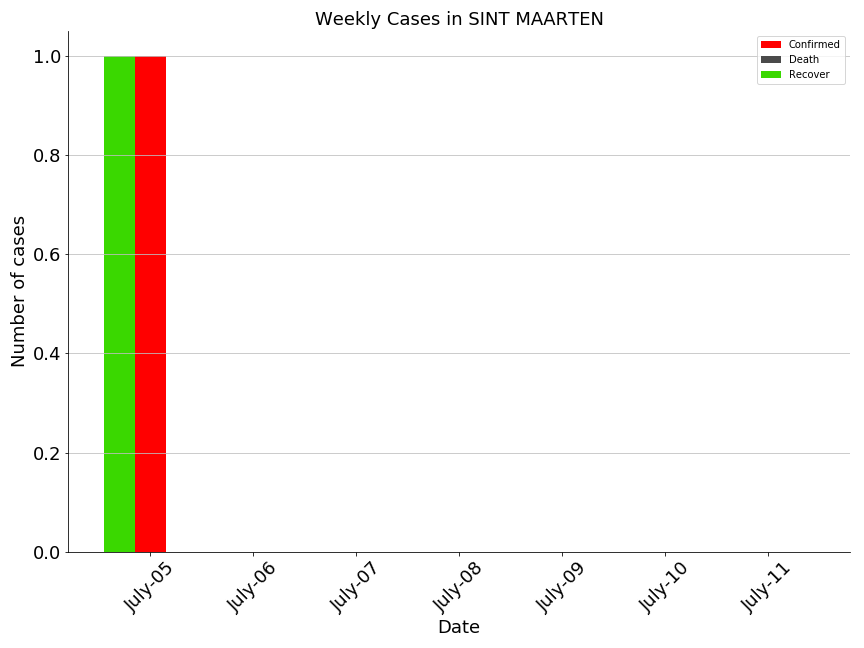 Weekly Cases in SINT MAARTEN
Confirmed
Death
Recover
Number of cases
1.0
0.8
0.6
0.4
0.2
0.0
July-05
July-06
July-07
July-08
July-09
July-10
July-11
Date